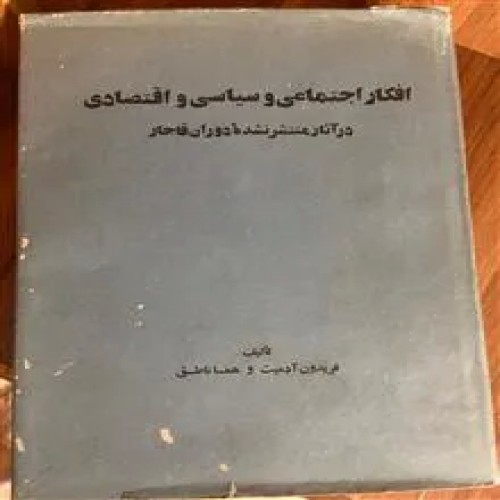 افکار اجتماعی و سیاسی و اقتصادی
در آثار منتشر نشدهٔ دوران قاجار
تألیف
فریدون آدمیت و هما ناطق